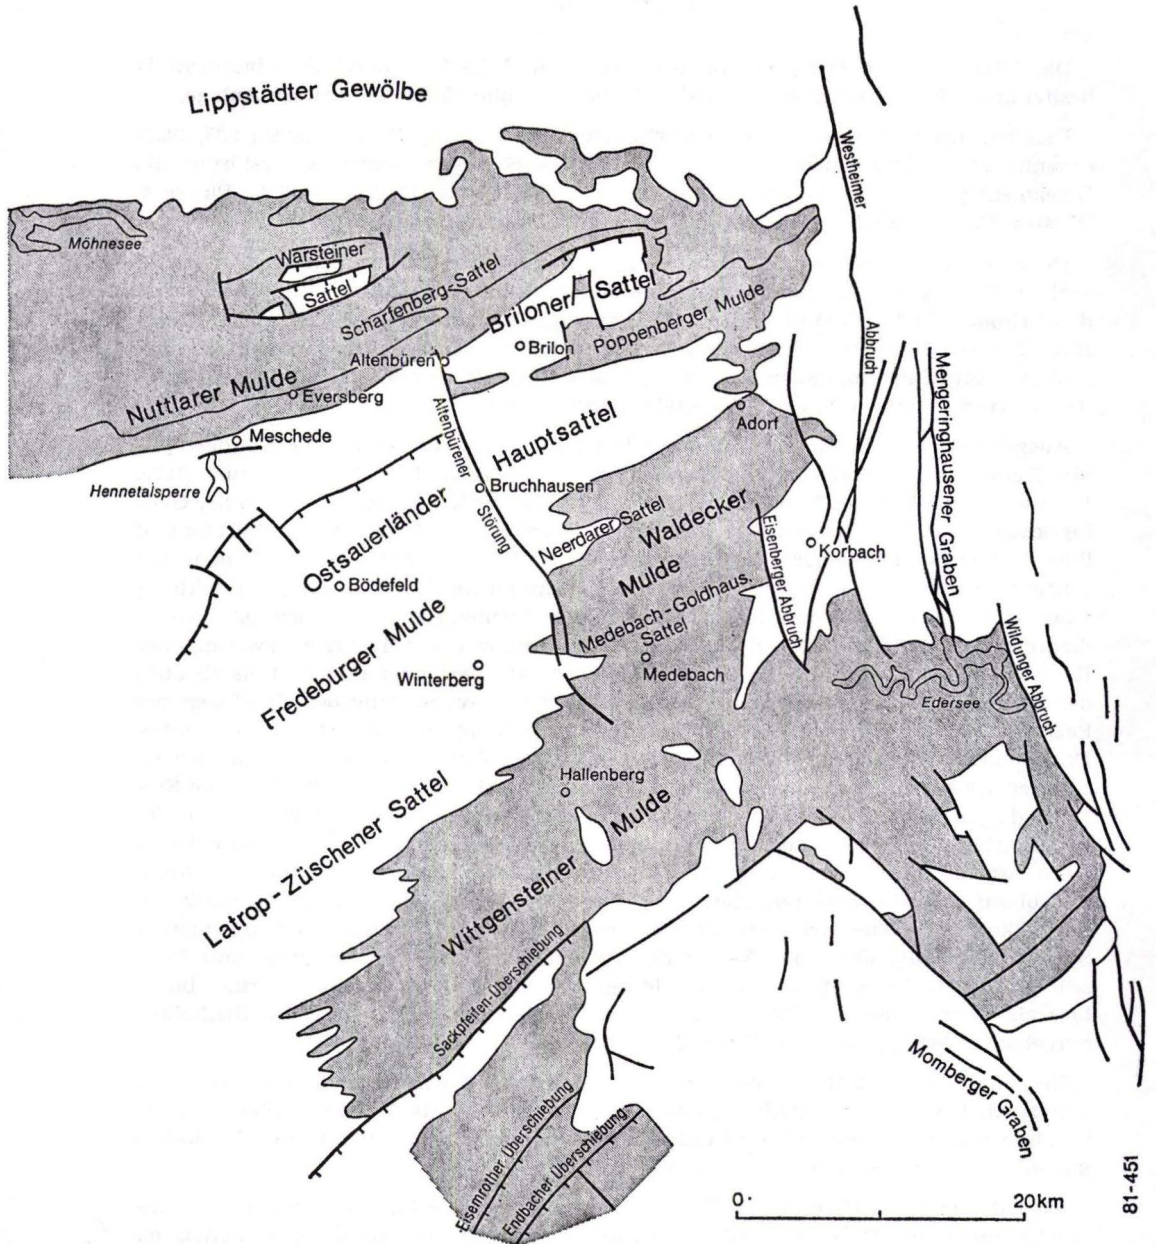 Lippstädter Gewölbe
Westheimer
Abbruch
Möhnesee
Warsteiner
Sattel
Scharfenberg-Sattel
Briloner
Sattel
Brilon
Poppenberger Mulde
Altenbüren
Nuttlarer Mulde
Eversberg
Meschede
Hennetalsperre
Altenbürener
Störung
Hauptsattel
Ostsauerländer
Adorf
Mengeringhausener Graben
Bruchhausen
Neerdarer Sattel
Waldecker
Mulde
Eisenberger Abbruch
Korbach
Bödefeld
Fredeburger Mulde
Medebach-Goldhaus.
Sattel
Medebach
Winterberg
Wildunger Abbruch
Edersee
Hallenberg
Latrop-Züschener Sattel
Wittgensteiner
Mulde
Sackpfeifen-Überschiebung
Eisemrother Überschiebung
Endbacher Überschiebung
Momberger Graben
0
20km
81-451